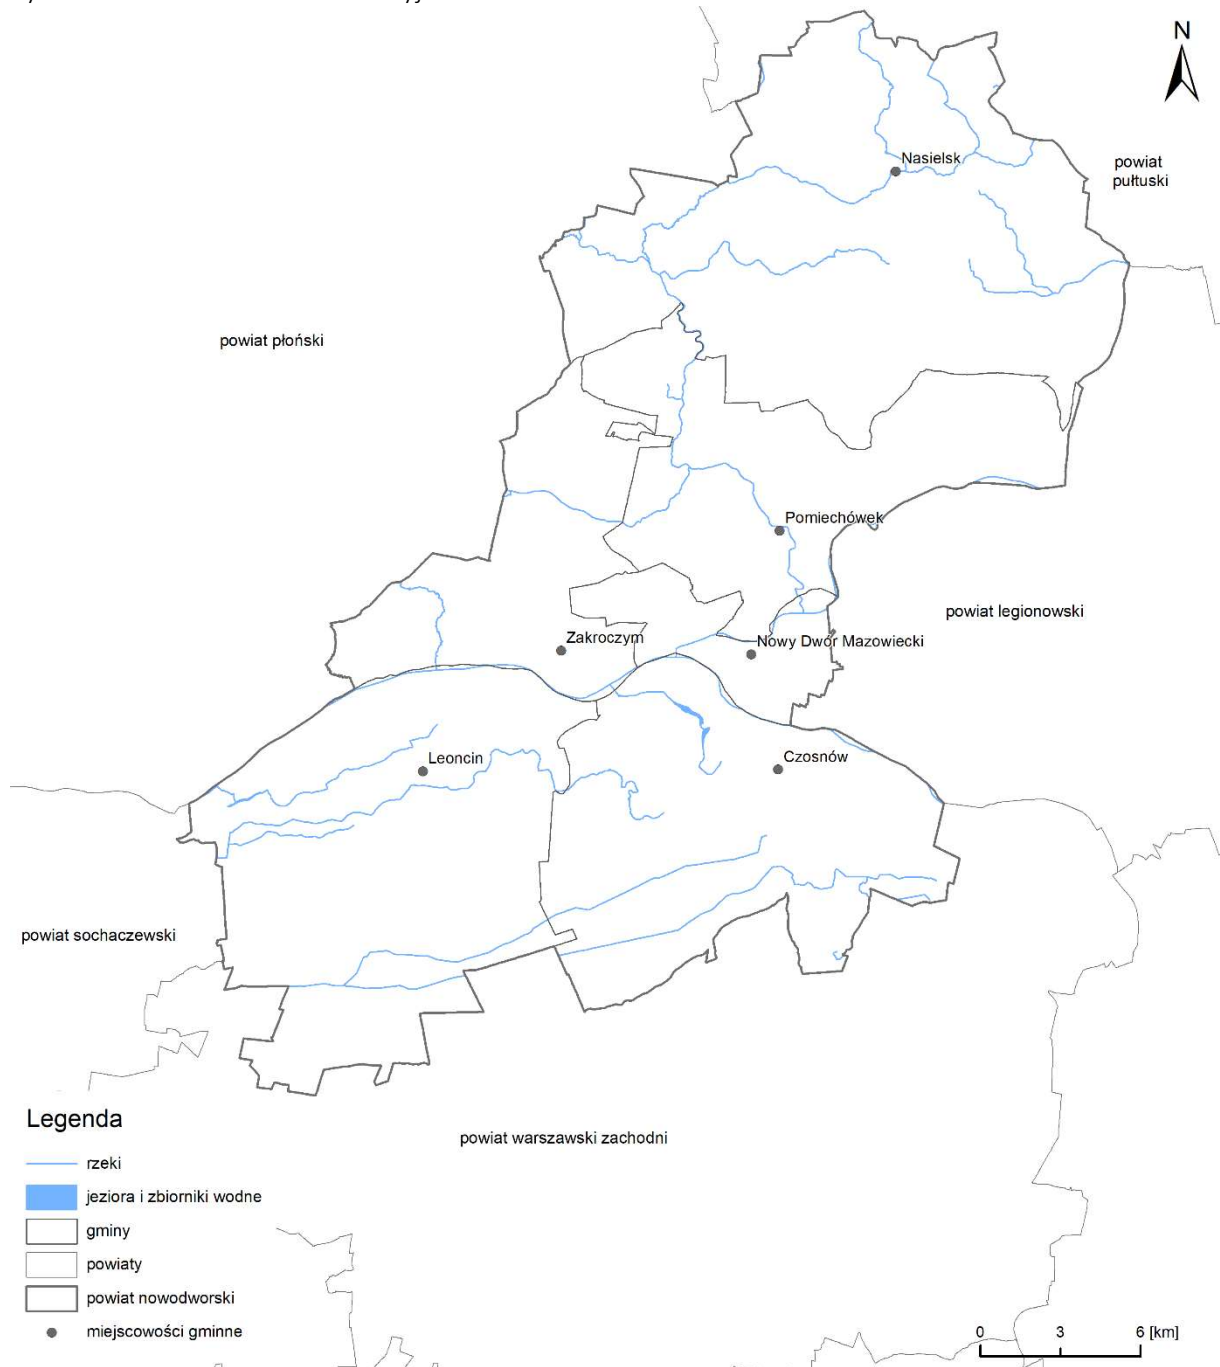 N
Nasielsk
powiat
pułtuski
powiat płoński
Pomiechówek
powiat legionowski
Zakroczym
Nowy Dwór Mazowiecki
Leoncin
Czosnów
powiat sochaczewski
powiat warszawski zachodni
Legenda
rzeki
jeziora i zbiorniki wodne
gminy
powiaty
powiat nowodworski
miejscowości gminne
0 3 6 [km]